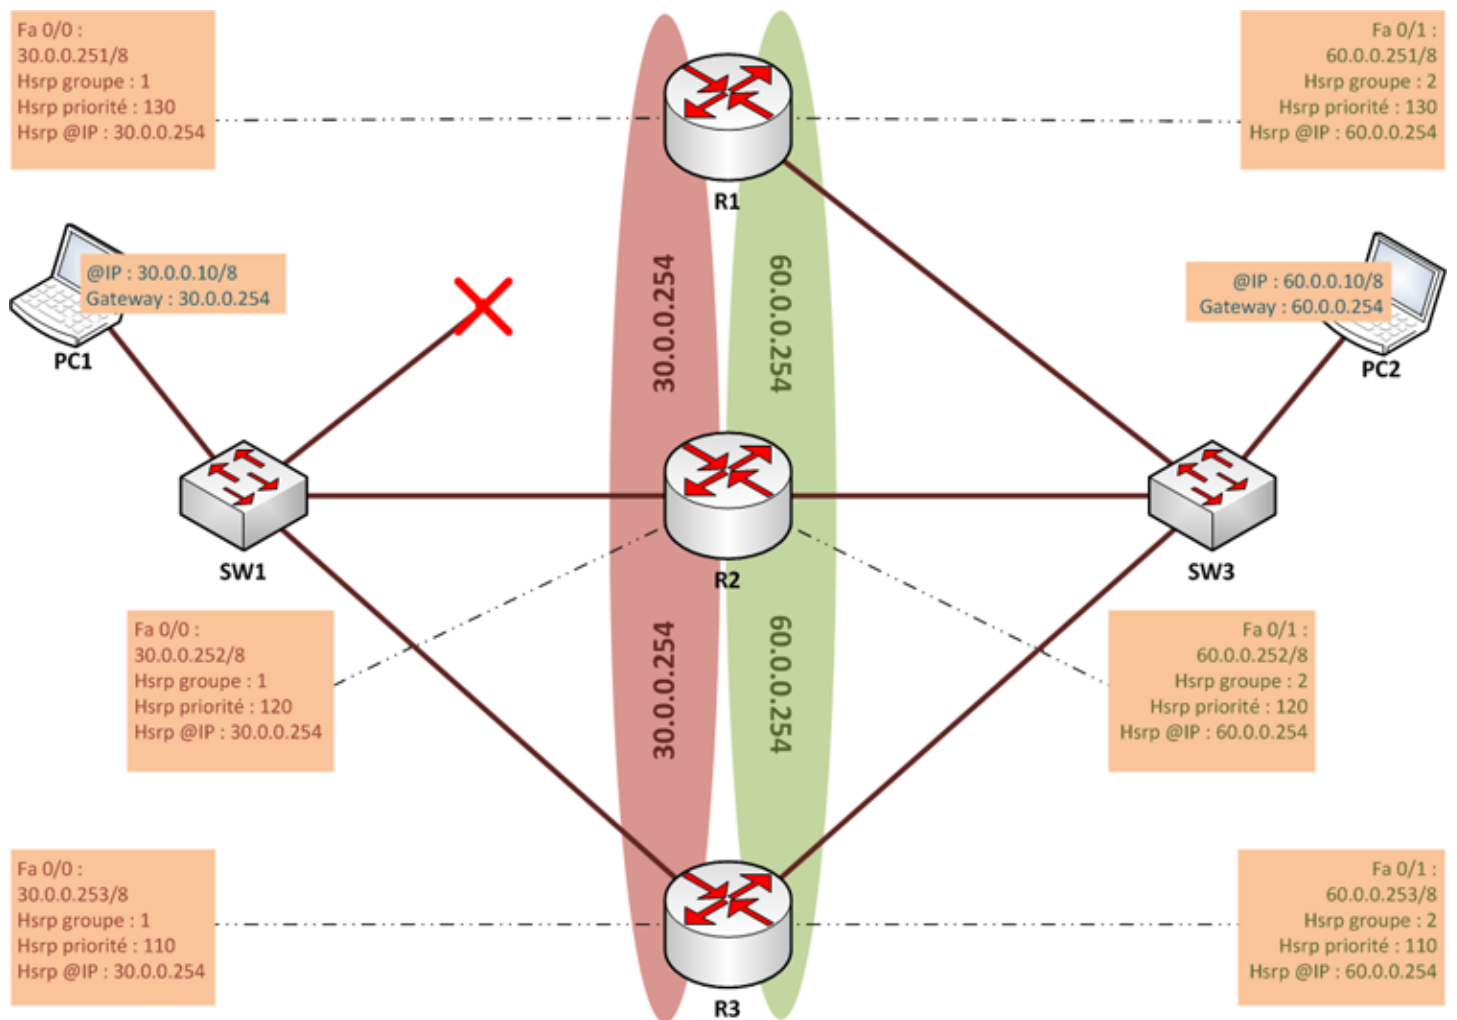 Fa 0/0 :
30.0.0.251/8
Hsrp groupe : 1
Hsrp priorité : 130
Hsrp @IP : 30.0.0.254
Fa 0/1 :
60.0.0.251/8
Hsrp groupe : 2
Hsrp priorité : 130
Hsrp @IP : 60.0.0.254
R1
@IP : 30.0.0.10/8
Gateway : 30.0.0.254
PC1
30.0.0.254
60.0.0.254
@IP : 60.0.0.10/8
Gateway : 60.0.0.254
PC2
SW1
R2
SW3
Fa 0/0 :
30.0.0.252/8
Hsrp groupe : 1
Hsrp priorité : 120
Hsrp @IP : 30.0.0.254
30.0.0.254
60.0.0.254
Fa 0/1 :
60.0.0.252/8
Hsrp groupe : 2
Hsrp priorité : 120
Hsrp @IP : 60.0.0.254
Fa 0/0 :
30.0.0.253/8
Hsrp groupe : 1
Hsrp priorité : 110
Hsrp @IP : 30.0.0.254
Fa 0/1 :
60.0.0.253/8
Hsrp groupe : 2
Hsrp priorité : 110
Hsrp @IP : 60.0.0.254
R3